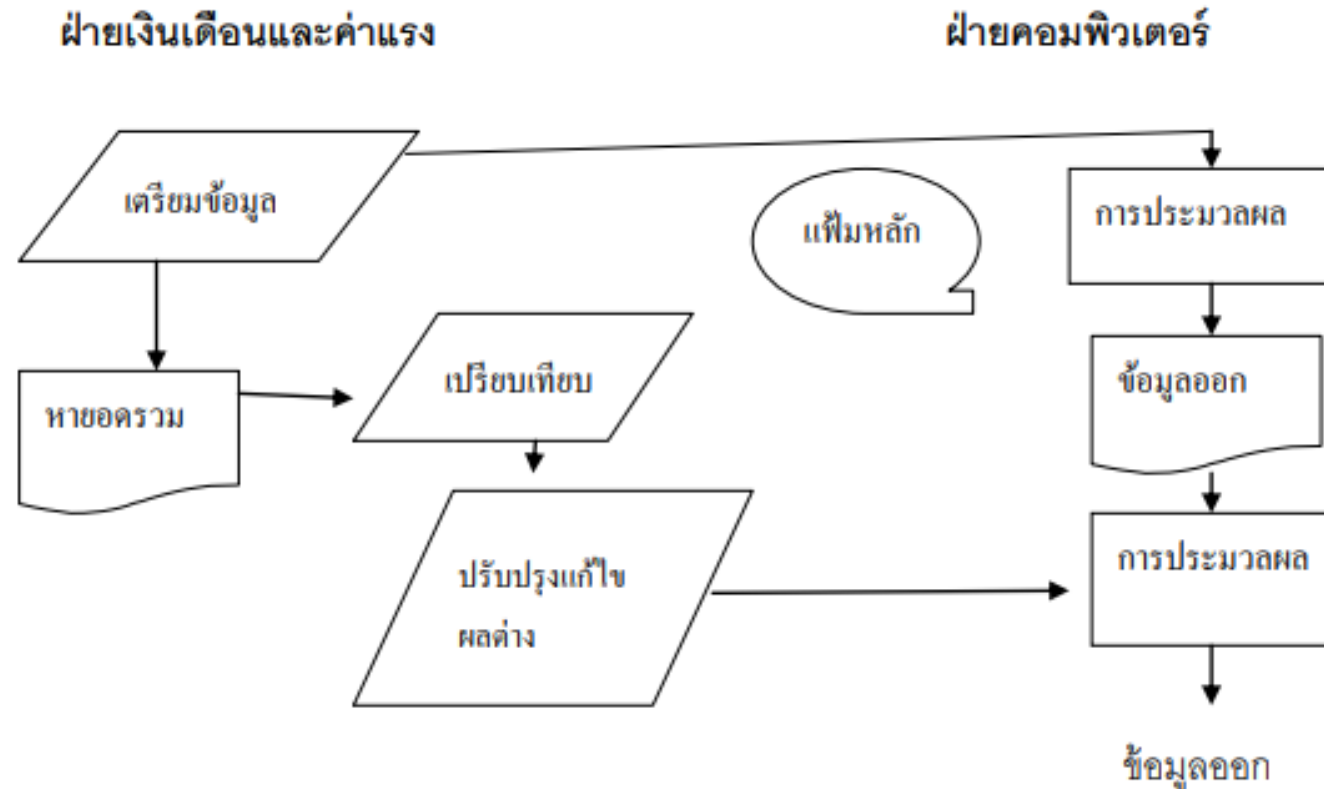 ฝ่ายเงินเดือนและค่าแรง
ฝ่ายคอมพิวเตอร์
เตรียมข้อมูล
แฟ้มหลัก
การประมวลผล
หายอดรวม
เปรียบเทียบ
ข้อมูลออก
ปรับปรุงแก้ไข
ผลต่าง
การประมวลผล
ข้อมูลออก